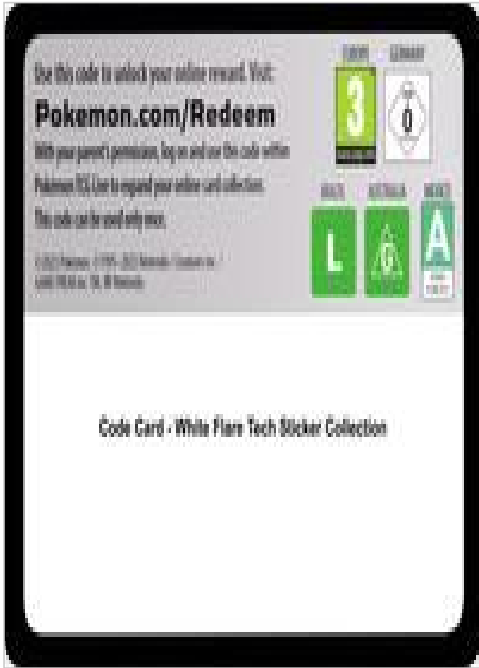 Use this code to unlock your online reward. Visit:
Pokemon.com/Redeem
With your parent's permission, log on and use this code within
Pokémon TCG Live to expand your online card collection.
This code can be used only once.
EUROPE
GERMANY
3
0
BRAZIL
AUSTRALIA
MEXICO
L
G
A
Code Card - White Flare Tech Sticker Collection